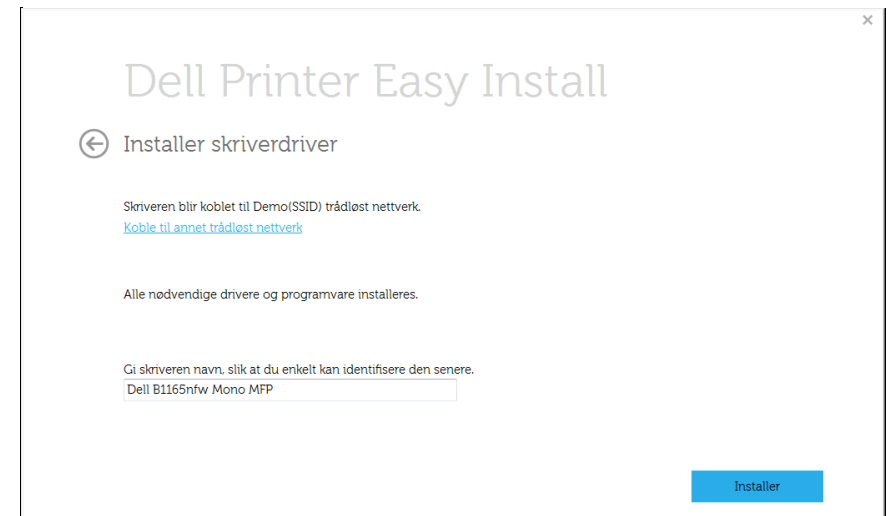 Dell Printer Easy Install
Installer skriverdriver
Skriveren blir koblet til Demo(SSID) trådløst nettverk.
Koble til annet trådløst nettverk
Alle nødvendige drivere og programvare installeres.
Gi skriveren navn, slik at du enkelt kan identifisere den senere.
Dell B1165nfw Mono MFP
Installer